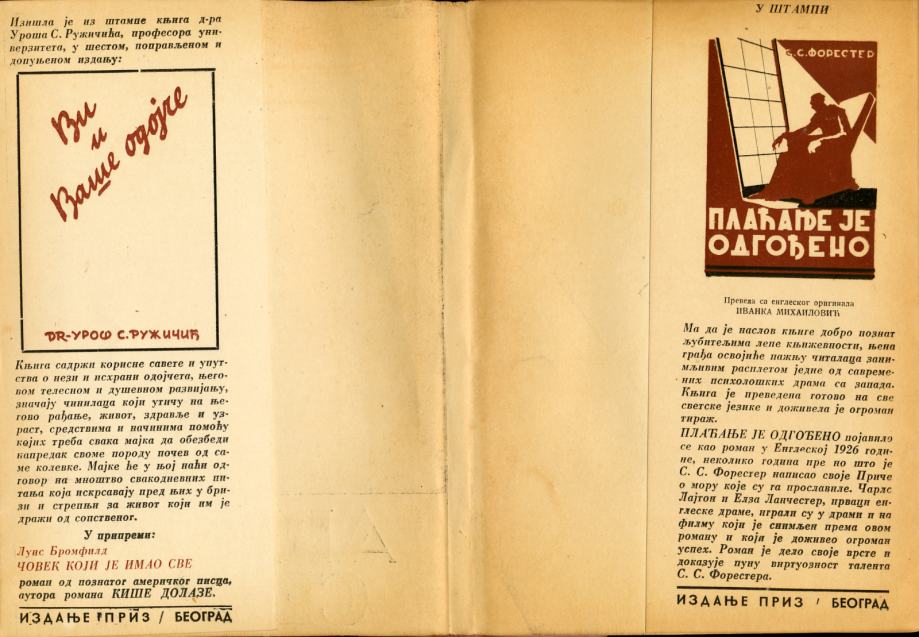 Изишла је из штампе књига д-ра
Уроша С. Ружичића, професора уни-
верзитета, у шестом, поправљеном и
допуњеном издању:
Ви
и
Ваше одојче
DR-УРОШ С. РУЖИЧИЋ
Књига садржи корисне савете и упут-
ства о нези и исхрани одојчета, њего-
вом телесном и душевном развијању,
значају чинилаца који утичу на ње-
гово рађање, живот, здравље и уз-
раст, средствима и начинима помоћу
којих треба свака мајка да обезбеди
напредак своме породу почев од са-
ме колевке. Мајке ће у њој наћи од-
говор на мноштво свакодневних пи-
тања која искрсавају пред њих у бри-
зи и стрепњи за живот који им је
дражи од сопственог.
У припреми:
Луис Бромфилд
ЧОВЕК КОЈИ ЈЕ ИМАО СВЕ
роман од познатог америчког писца,
аутора романа КИШЕ ДОЛАЗЕ.
ИЗДАЊЕ ПРИЗ / БЕОГРАД
У ШТАМПИ
С. С. ФОРЕСТЕР
ПЛАЋАЊЕ ЈЕ
ОДГОЂЕНО
Превела са енглеског оригинала
ИВАНКА МИХАИЛОВИЋ
Ма да је наслов књиге добро познат
љубитељима лепе књижевности, њена
грађа освојиће пажњу читалаца зани-
мљивим расплетом једне од савреме-
них психолошких драма са запада.
Књига је преведена готово на све
светске језике и доживела је огроман
тираж.
ПЛАЋАЊЕ ЈЕ ОДГОЂЕНО појавило
се као роман у Енглеској 1926 годи-
не, неколико година пре но што је
С. С. Форестер написао своје Приче
о мору које су га прославиле. Чарлс
Лајтон и Елза Ланчестер, прваци ен-
глеске драме, играли су у драми и на
филму који је снимљен према овом
роману и који је доживео огроман
успех. Роман је дело своје врсте и
доказује пуну виртуозност талента
С. С. Форестера.
ИЗДАЊЕ ПРИЗ / БЕОГРАД